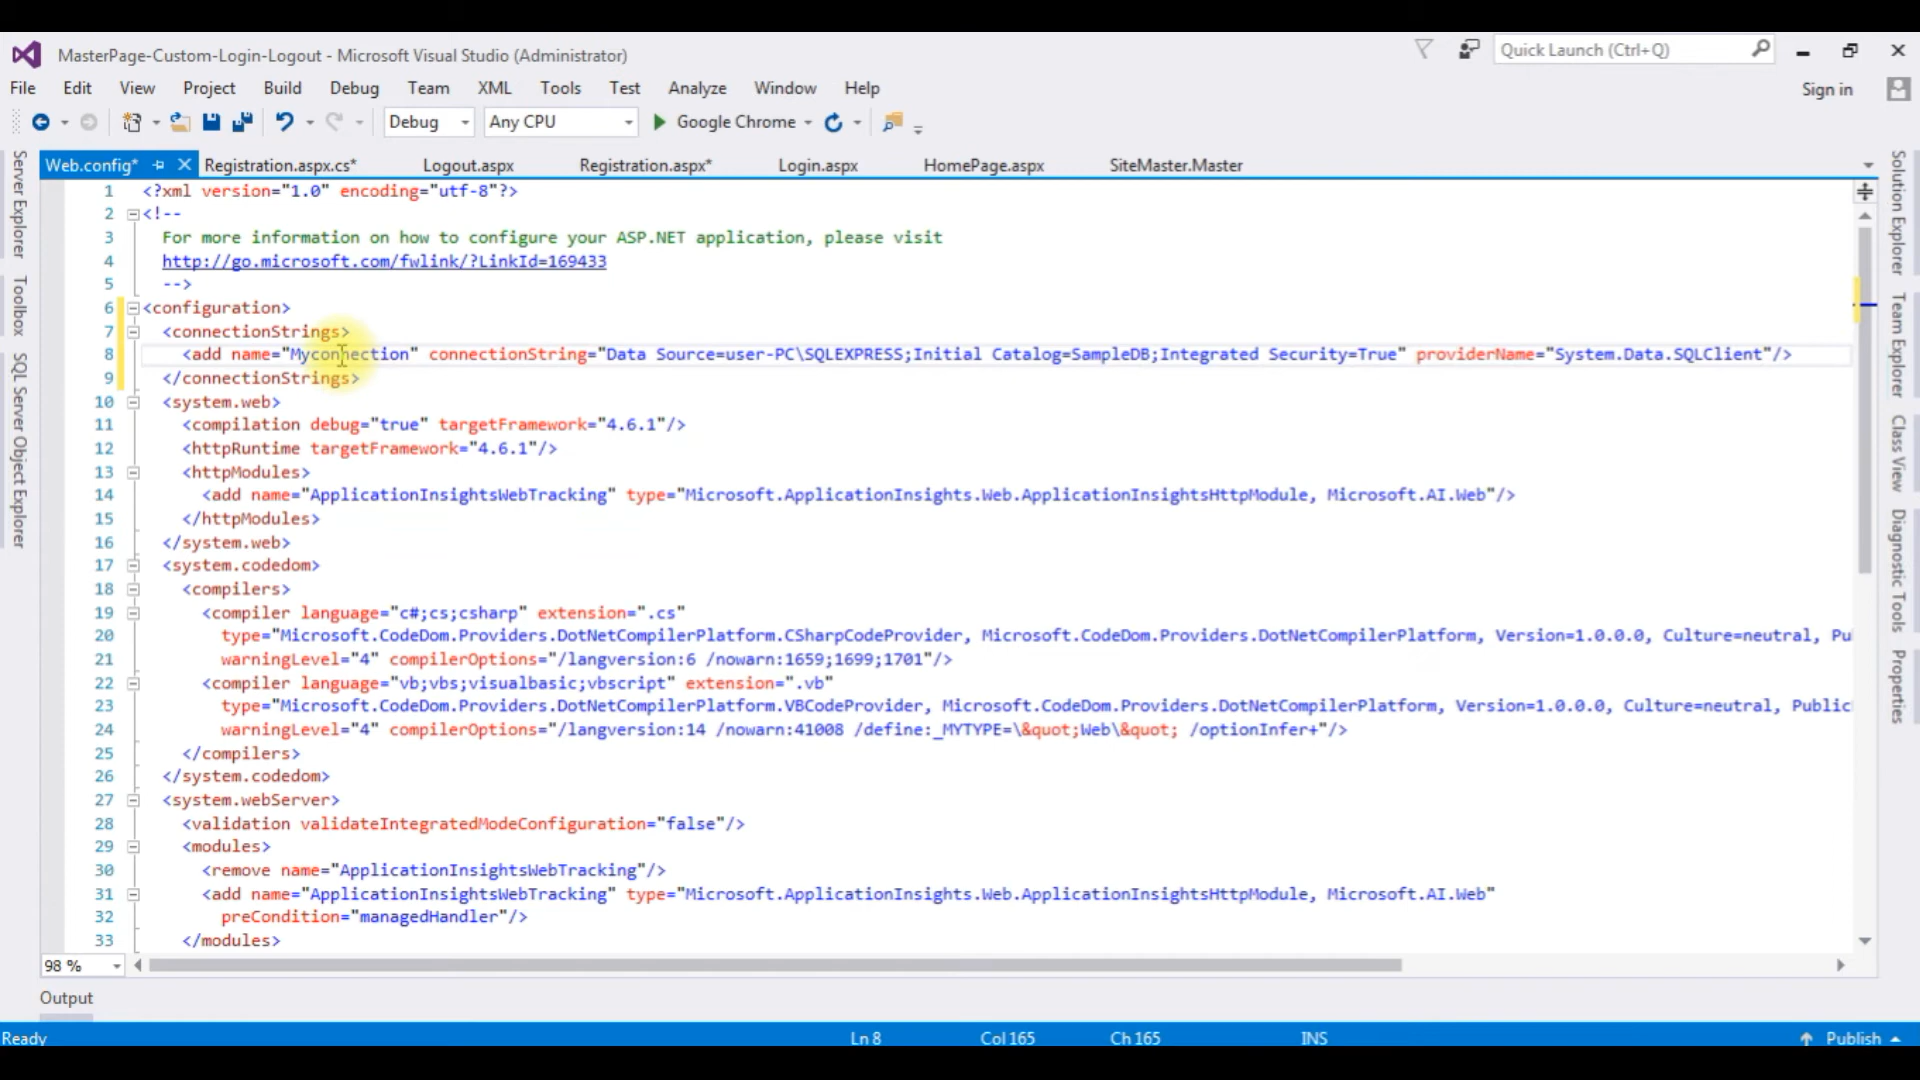 MasterPage-Custom-Login-Logout - Microsoft Visual Studio (Administrator)
Quick Launch (Ctrl+Q)
File Edit View Project Build Debug Team XML Tools Test Analyze Window Help
Sign in
Debug Any CPU Google Chrome
Web.config* Registration.aspx.cs* Logout.aspx Registration.aspx* Login.aspx HomePage.aspx SiteMaster.Master
Server Explorer
Toolbox
SQL Server Object Explorer
1 <?xml version="1.0" encoding="utf-8"?>
2 <!--
3 For more information on how to configure your ASP.NET application, please visit
4 http://go.microsoft.com/fwlink/?LinkId=169433
5 -->
6 <configuration>
7 <connectionStrings>
8 <add name="Myconnection" connectionString="Data Source=user-PC\SQLEXPRESS;Initial Catalog=SampleDB;Integrated Security=True" providerName="System.Data.SQLClient"/>
9 </connectionStrings>
10 <system.web>
11 <compilation debug="true" targetFramework="4.6.1"/>
12 <httpRuntime targetFramework="4.6.1"/>
13 <httpModules>
14 <add name="ApplicationInsightsWebTracking" type="Microsoft.ApplicationInsights.Web.ApplicationInsightsHttpModule, Microsoft.AI.Web"/>
15 </httpModules>
16 </system.web>
17 <system.codedom>
18 <compilers>
19 <compiler language="c#;cs;csharp" extension=".cs"
20 type="Microsoft.CodeDom.Providers.DotNetCompilerPlatform.CSharpCodeProvider, Microsoft.CodeDom.Providers.DotNetCompilerPlatform, Version=1.0.0.0, Culture=neutral, Pu
21 warningLevel="4" compilerOptions="/langversion:6 /nowarn:1659;1699;1701"/>
22 <compiler language="vb;vbs;visualbasic;vbscript" extension=".vb"
23 type="Microsoft.CodeDom.Providers.DotNetCompilerPlatform.VBCodeProvider, Microsoft.CodeDom.Providers.DotNetCompilerPlatform, Version=1.0.0.0, Culture=neutral, Public
24 warningLevel="4" compilerOptions="/langversion:14 /nowarn:41008 /define:_MYTYPE=\&quot;Web\&quot; /optionInfer+"/>
25 </compilers>
26 </system.codedom>
27 <system.webServer>
28 <validation validateIntegratedModeConfiguration="false"/>
29 <modules>
30 <remove name="ApplicationInsightsWebTracking"/>
31 <add name="ApplicationInsightsWebTracking" type="Microsoft.ApplicationInsights.Web.ApplicationInsightsHttpModule, Microsoft.AI.Web"
32 preCondition="managedHandler"/>
33 </modules>
Solution Explorer
Team Explorer
Class View
Diagnostic Tools
Properties
98 %
Output
Ready Ln 8 Col 165 Ch 165 INS Publish